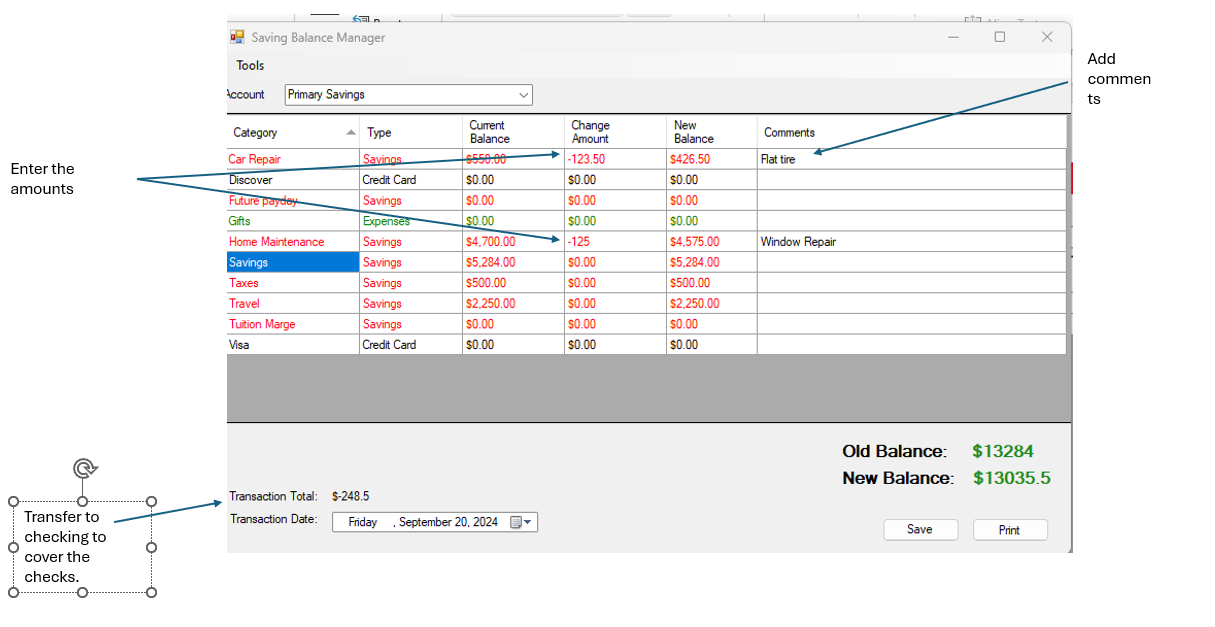 Saving Balance Manager
Tools
Account Primary Savings
Add
commen
ts
Category Type Current Balance Change Amount New Balance Comments
Enter the
amounts
Car Repair Savings $550.00 -123.50 $426.50 Flat tire
Discover Credit Card $0.00 $0.00 $0.00
Future payday Savings $0.00 $0.00 $0.00
Gifts Expenses $0.00 $0.00 $0.00
Home Maintenance Savings $4,700.00 -125 $4,575.00 Window Repair
Savings Savings $5,284.00 $0.00 $5,284.00
Taxes Savings $500.00 $0.00 $500.00
Travel Savings $2,250.00 $0.00 $2,250.00
Tuition Marge Savings $0.00 $0.00 $0.00
Visa Credit Card $0.00 $0.00 $0.00
Old Balance: $13284
New Balance: $13035.5
Transaction Total: $-248.5
Transaction Date: Friday , September 20, 2024
Save Print
Transfer to
checking to
cover the
checks.